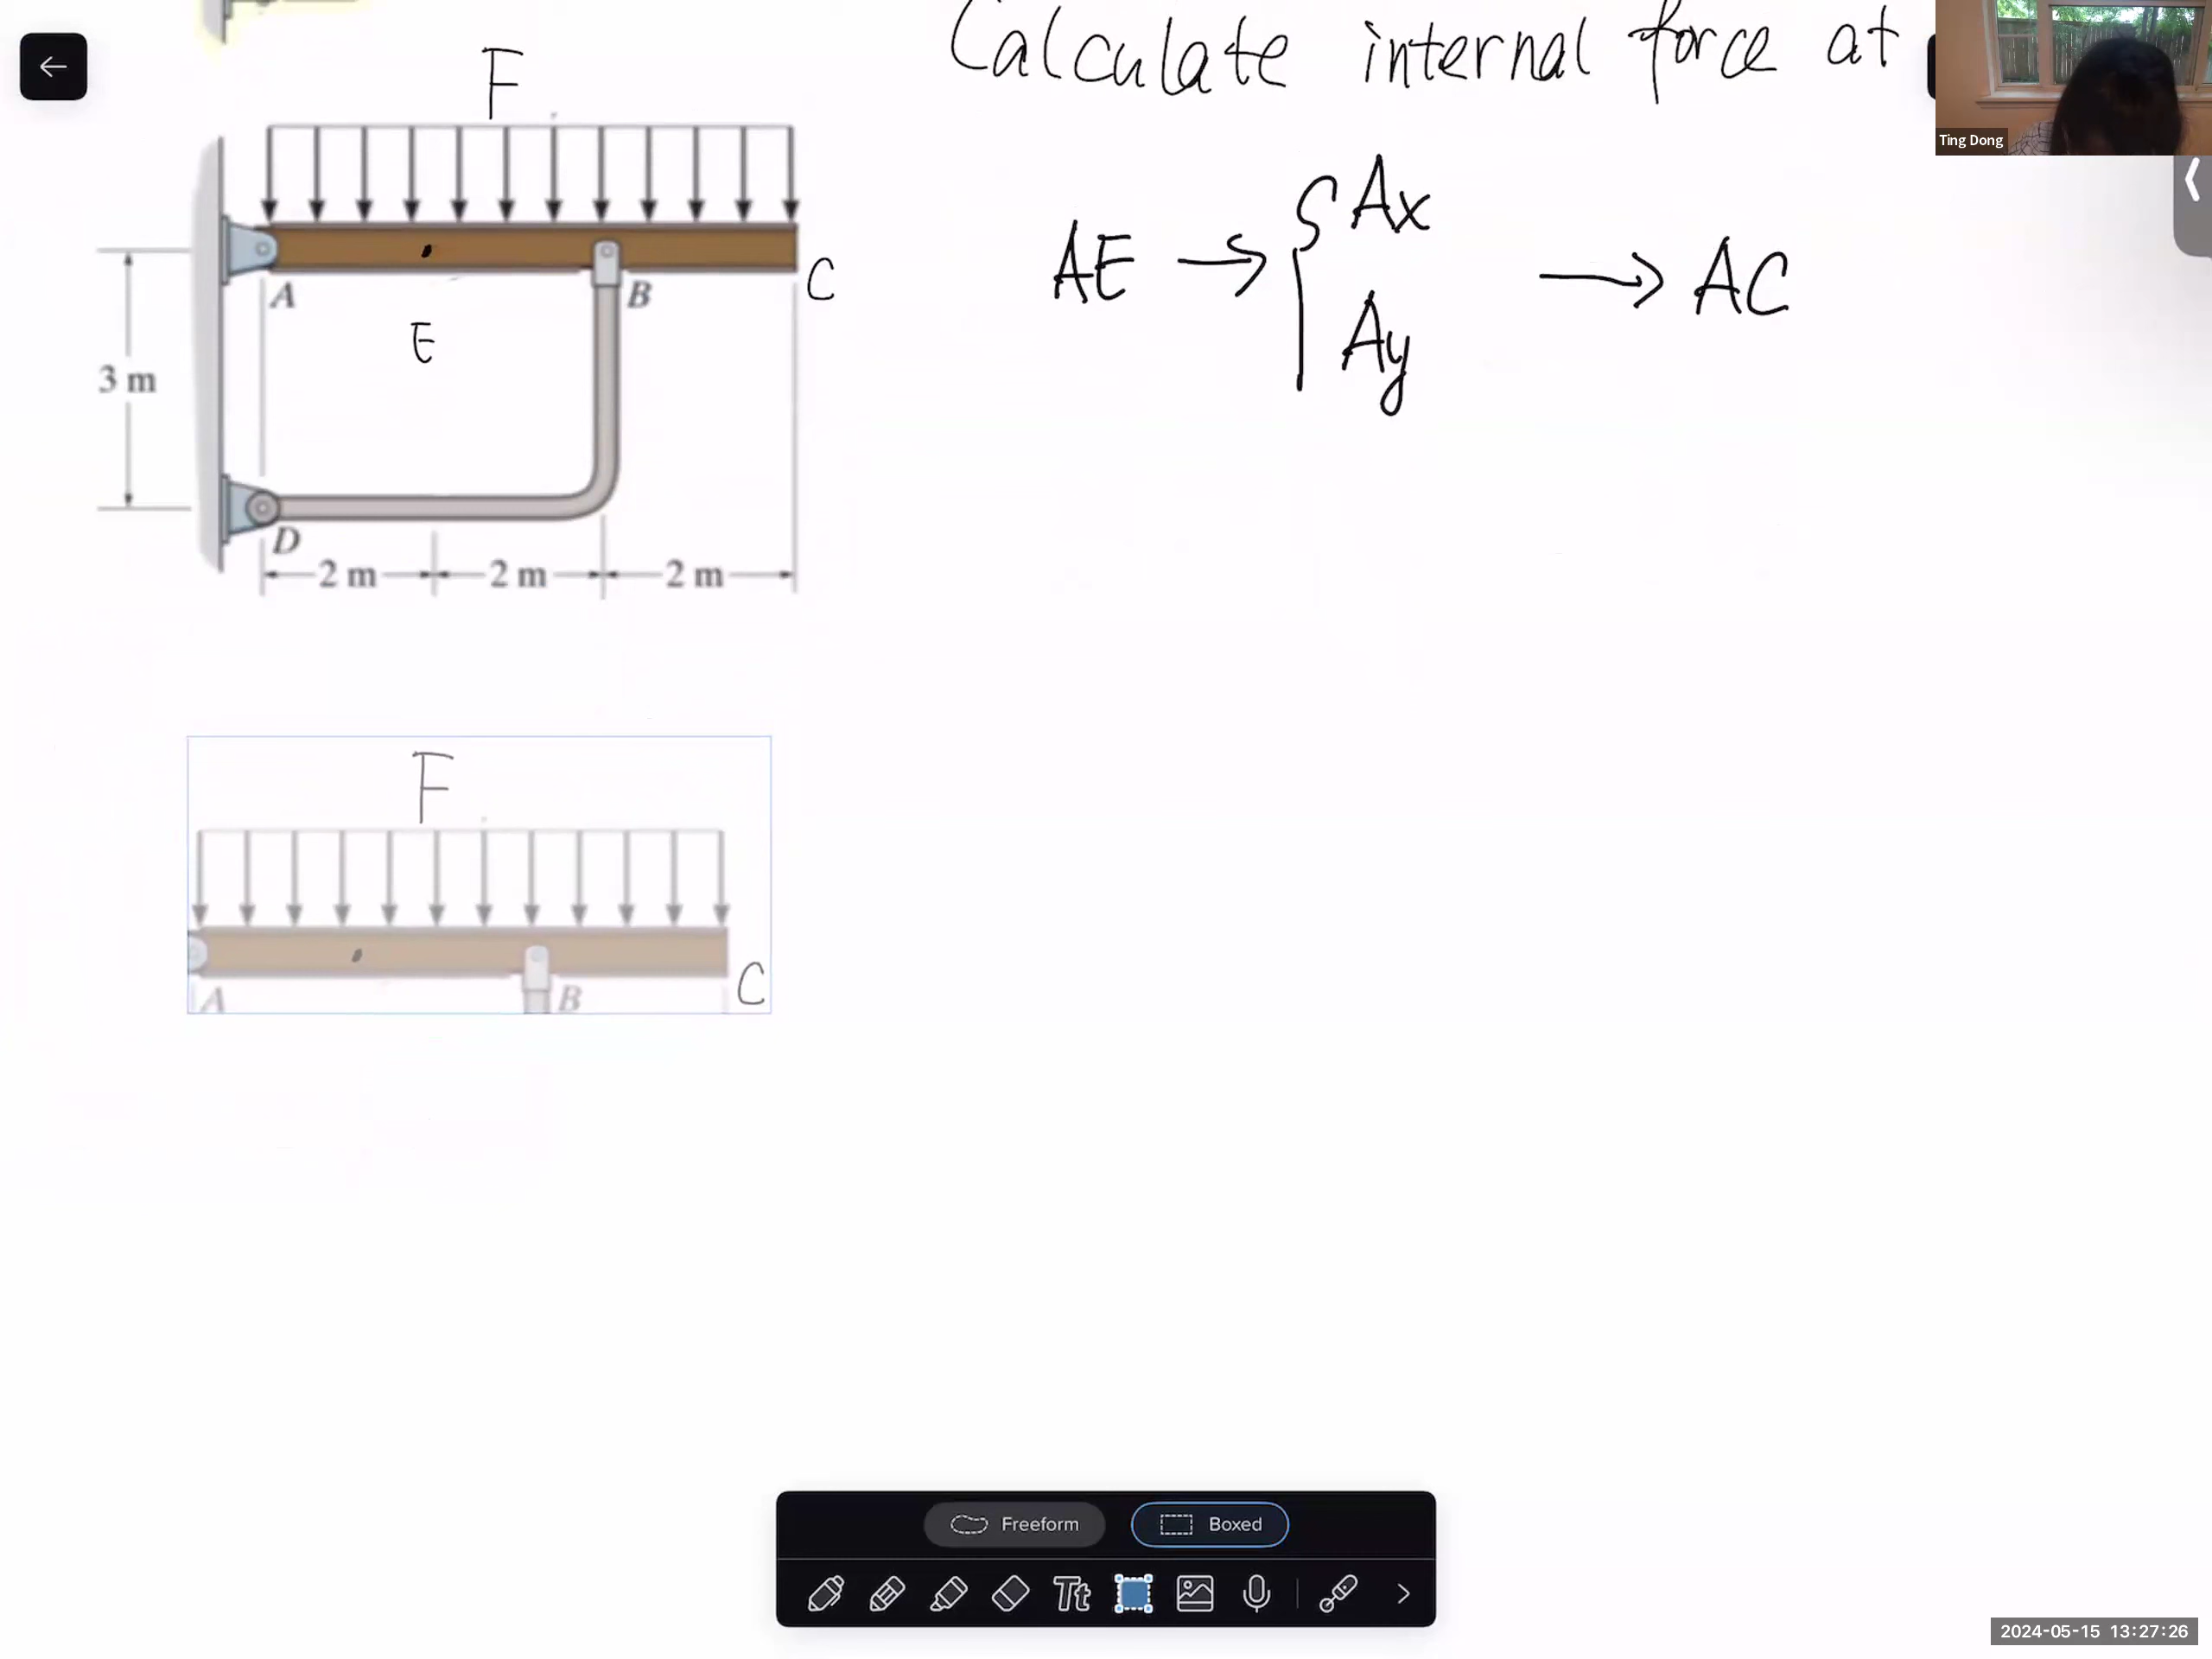 Calculate internal force at
Ting Dong
F
AE → { Ax
Ay
→ AC
A
B
C
E
3 m
D
2 m
2 m
2 m
F
A
B
C
Freeform
Boxed
Tt
2024-05-15 13:27:26